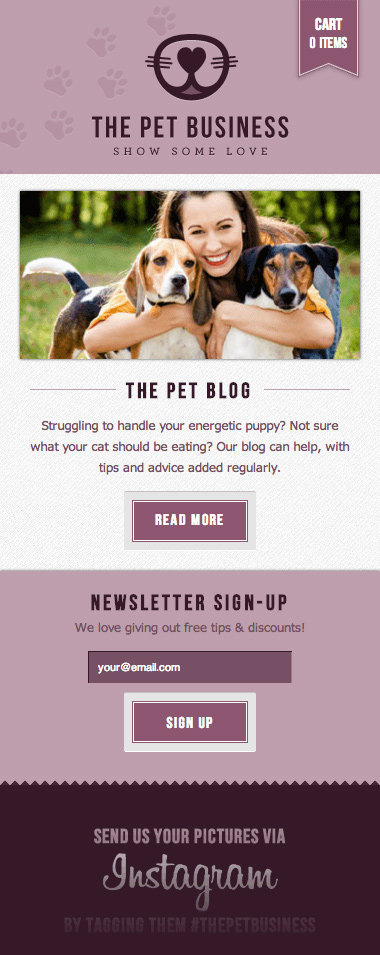 CART
0 ITEMS
THE PET BUSINESS
SHOW SOME LOVE
THE PET BLOG
Struggling to handle your energetic puppy? Not sure
what your cat should be eating? Our blog can help, with
tips and advice added regularly.
READ MORE
NEWSLETTER SIGN-UP
We love giving out free tips & discounts!
your@email.com
SIGN UP
SEND US YOUR PICTURES VIA
Instagram
BY TAGGING THEM #THEPETBUSINESS